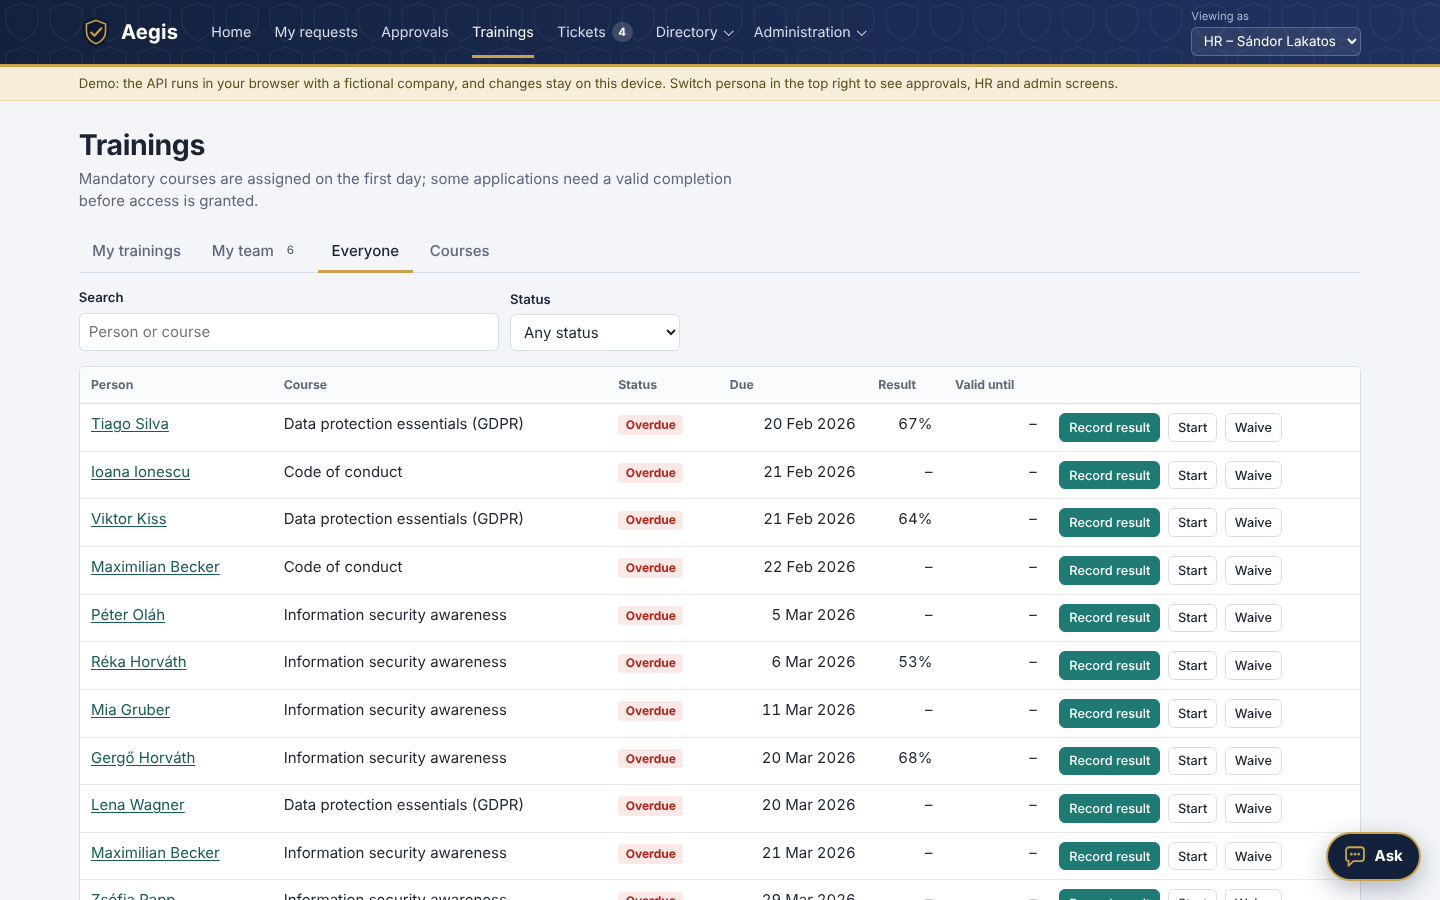 Aegis
Home
My requests
Approvals
Trainings
Tickets 4
Directory
Administration
Viewing as
HR – Sándor Lakatos
Demo: the API runs in your browser with a fictional company, and changes stay on this device. Switch persona in the top right to see approvals, HR and admin screens.
Trainings
Mandatory courses are assigned on the first day; some applications need a valid completion
before access is granted.
My trainings
My team 6
Everyone
Courses
Search
Person or course
Status
Any status
Person Course Status Due Result Valid until
Tiago Silva Data protection essentials (GDPR) Overdue 20 Feb 2026 67% – Record result Start Waive
Ioana Ionescu Code of conduct Overdue 21 Feb 2026 – – Record result Start Waive
Viktor Kiss Data protection essentials (GDPR) Overdue 21 Feb 2026 64% – Record result Start Waive
Maximilian Becker Code of conduct Overdue 22 Feb 2026 – – Record result Start Waive
Péter Oláh Information security awareness Overdue 5 Mar 2026 – – Record result Start Waive
Réka Horváth Information security awareness Overdue 6 Mar 2026 53% – Record result Start Waive
Mia Gruber Information security awareness Overdue 11 Mar 2026 – – Record result Start Waive
Gergő Horváth Information security awareness Overdue 20 Mar 2026 68% – Record result Start Waive
Lena Wagner Data protection essentials (GDPR) Overdue 20 Mar 2026 – – Record result Start Waive
Maximilian Becker Information security awareness Overdue 21 Mar 2026 – – Record result Start Waive
Zsófia Papp Information security awareness Overdue 29 Mar 2026 – –
Ask